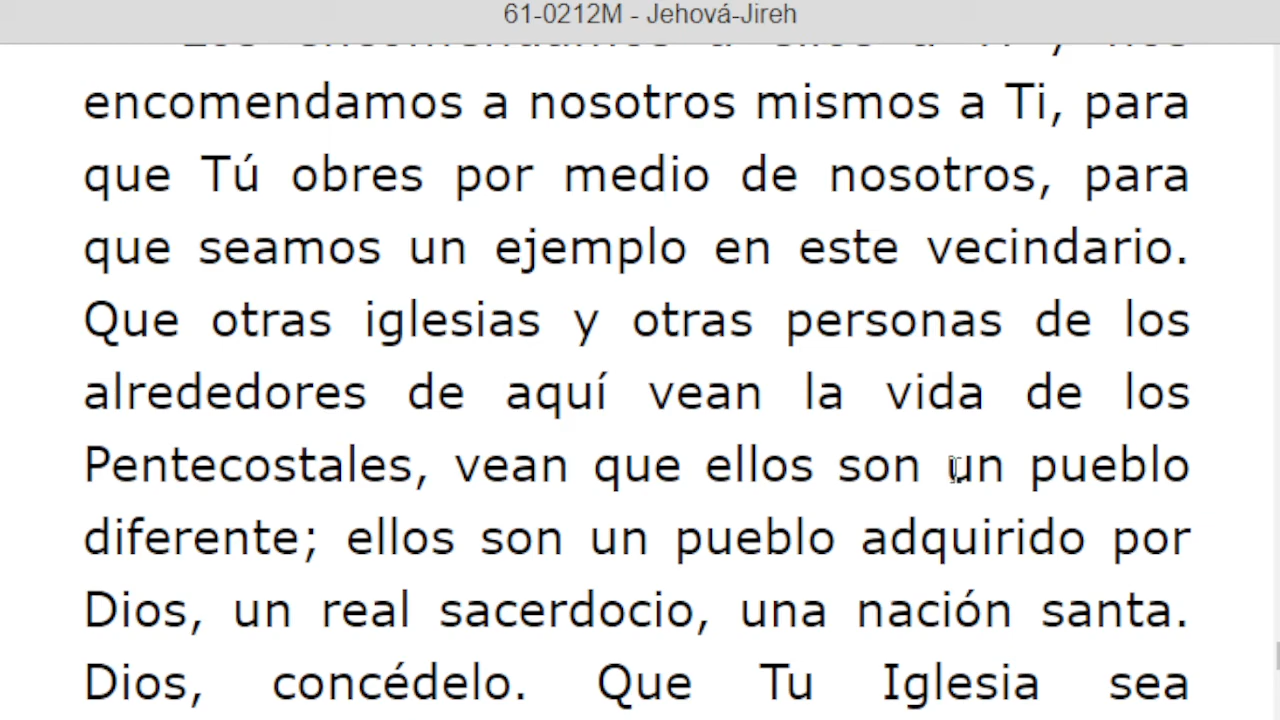 61-0212M - Jehová-Jireh
encomendamos a nosotros mismos a Ti, para
que Tú obres por medio de nosotros, para
que seamos un ejemplo en este vecindario.
Que otras iglesias y otras personas de los
alrededores de aquí vean la vida de los
Pentecostales, vean que ellos son un pueblo
diferente; ellos son un pueblo adquirido por
Dios, un real sacerdocio, una nación santa.
Dios, concédelo. Que Tu Iglesia sea